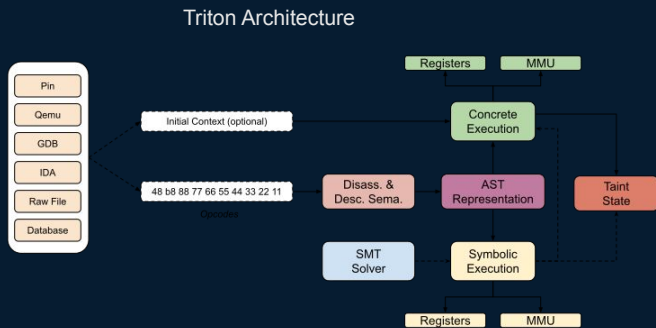 Triton Architecture
Registers
MMU
Pin
Qemu
GDB
IDA
Raw File
Database
Initial Context (optional)
Concrete
Execution
48 b8 88 77 66 55 44 33 22 11
Opcodes
Disass. &
Desc. Sema.
AST
Representation
Taint
State
SMT
Solver
Symbolic
Execution
Registers
MMU